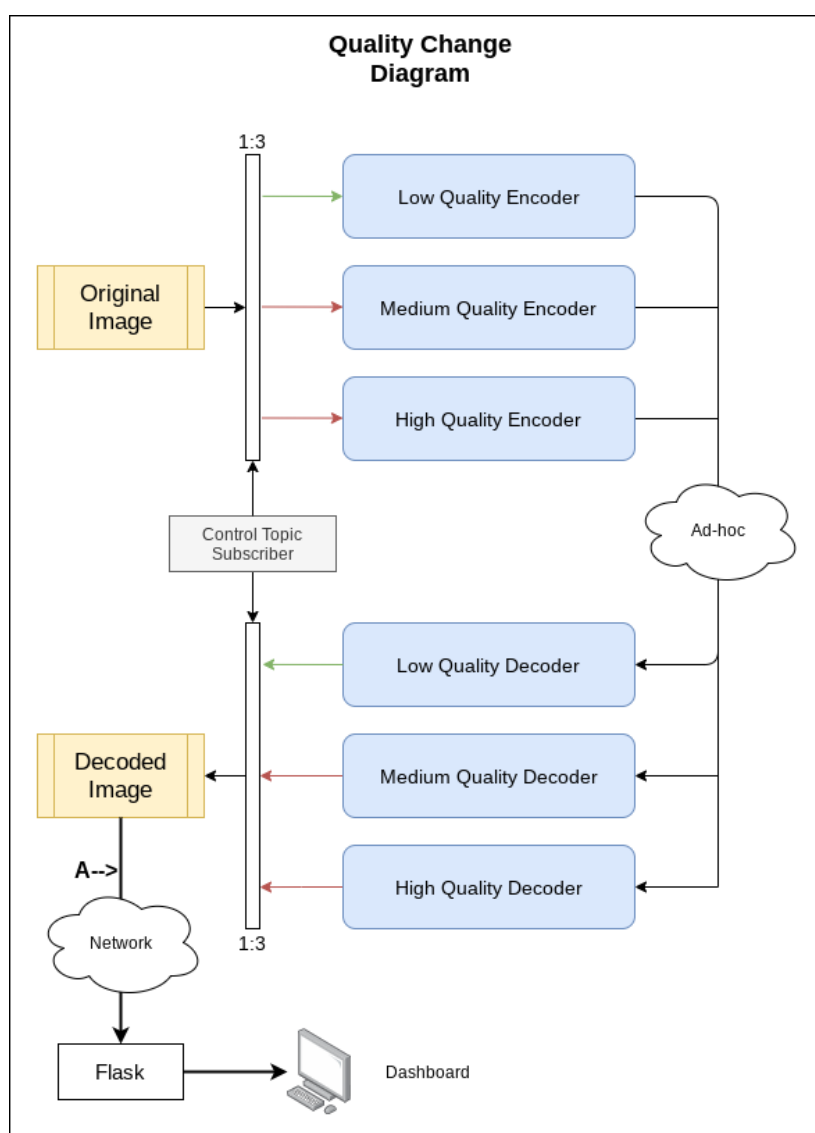 Quality Change
Diagram
1:3
Low Quality Encoder
Original
Image
Medium Quality Encoder
High Quality Encoder
Control Topic
Subscriber
Ad-hoc
Low Quality Decoder
Decoded
Image
Medium Quality Decoder
A-->
High Quality Decoder
1:3
Network
Flask
Dashboard